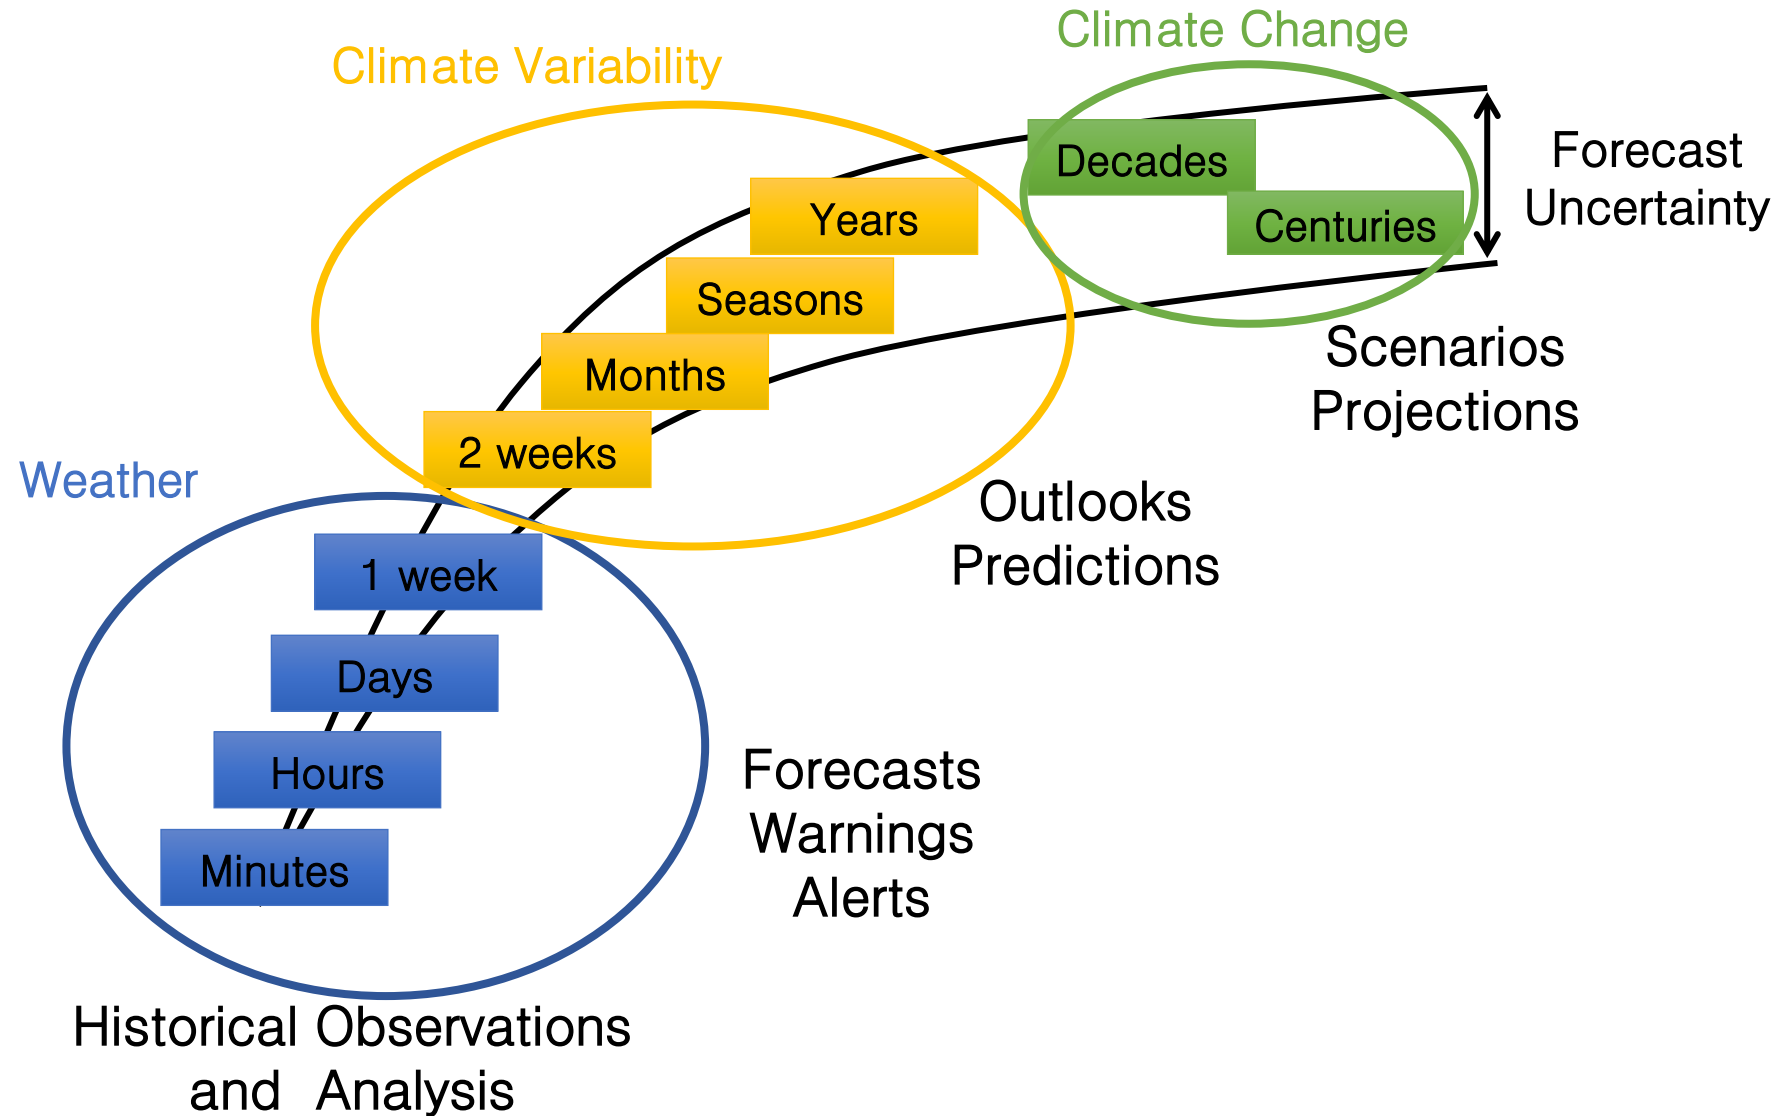 Climate Change
Climate Variability
Decades
Centuries
Forecast
Uncertainty
Years
Seasons
Months
2 weeks
Scenarios
Projections
Weather
Outlooks
Predictions
1 week
Days
Hours
Minutes
Forecasts
Warnings
Alerts
Historical Observations
and Analysis